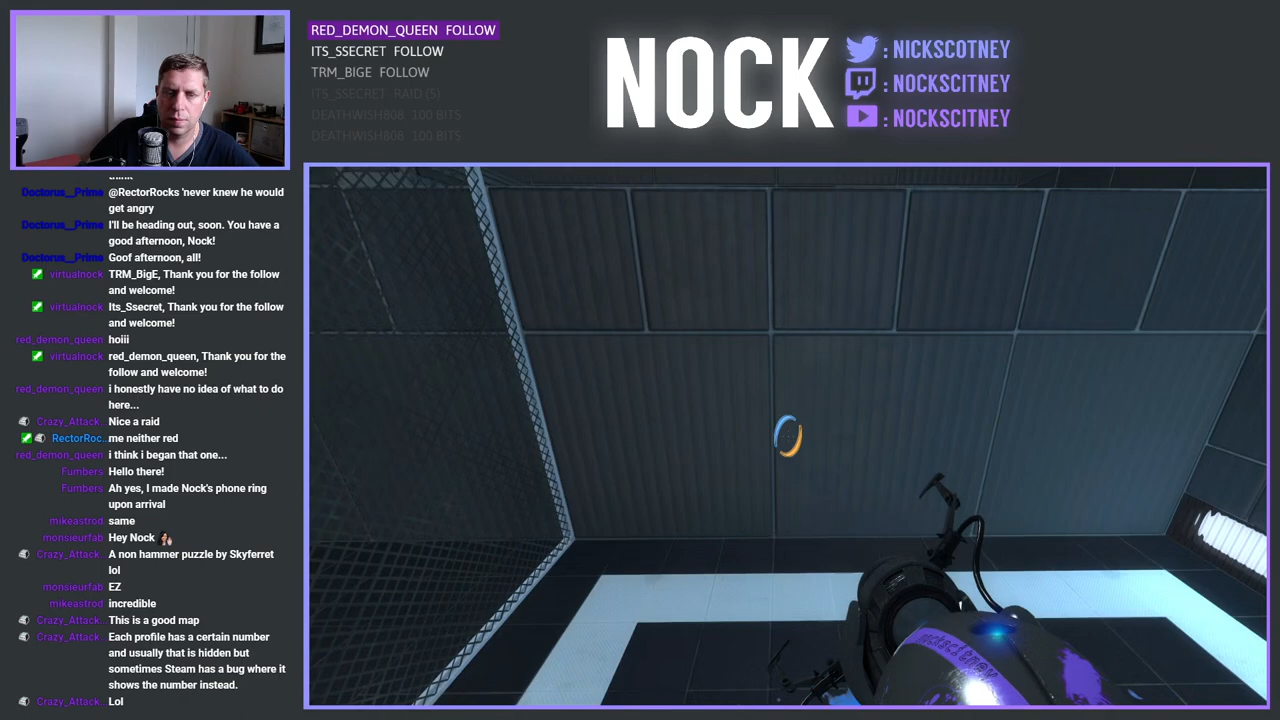 RED_DEMON_QUEEN FOLLOW
ITS_SSECRET FOLLOW
TRM_BIGE FOLLOW
ITS_SSECRET RAID (5)
DEATHWISH808 100 BITS
DEATHWISH808 100 BITS
NOCK
: NICKSCOTNEY
: NOCKSCITNEY
: NOCKSCITNEY
think
Doctorus__Prime @RectorRocks 'never knew he would
get angry
Doctorus__Prime I'll be heading out, soon. You have a
good afternoon, Nock!
Doctorus__Prime Goof afternoon, all!
virtualnock TRM_BigE, Thank you for the follow
and welcome!
virtualnock Its_Ssecret, Thank you for the follow
and welcome!
red_demon_queen hoiii
virtualnock red_demon_queen, Thank you for the
follow and welcome!
red_demon_queen i honestly have no idea of what to do
here...
Crazy_Attack.. Nice a raid
RectorRoc.. me neither red
red_demon_queen i think i began that one...
Fumbers Hello there!
Fumbers Ah yes, I made Nock's phone ring
upon arrival
mikeastrod same
monsieurfab Hey Nock
Crazy_Attack.. A non hammer puzzle by Skyferret
lol
monsieurfab EZ
mikeastrod incredible
Crazy_Attack.. This is a good map
Crazy_Attack.. Each profile has a certain number
and usually that is hidden but
sometimes Steam has a bug where it
shows the number instead.
Crazy_Attack.. Lol
nockscitney